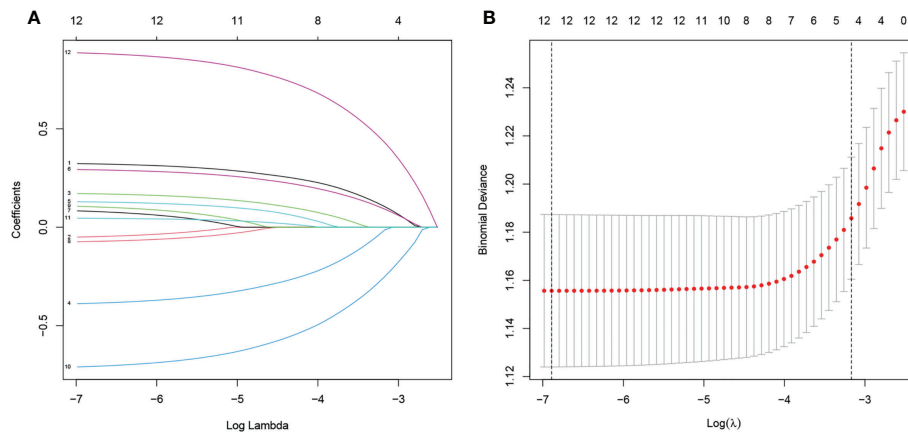 A
12 12 11 8 4
Coefficients
0.5
0.0
−0.5
12
1
6
3
5
7
11
4
10
−7 −6 −5 −4 −3
Log Lambda
B
12 12 12 12 12 11 10 8 8 7 6 5 4 4 0
Binomial Deviance
1.24
1.22
1.20
1.18
1.16
1.14
1.12
−7 −6 −5 −4 −3
Log(λ)